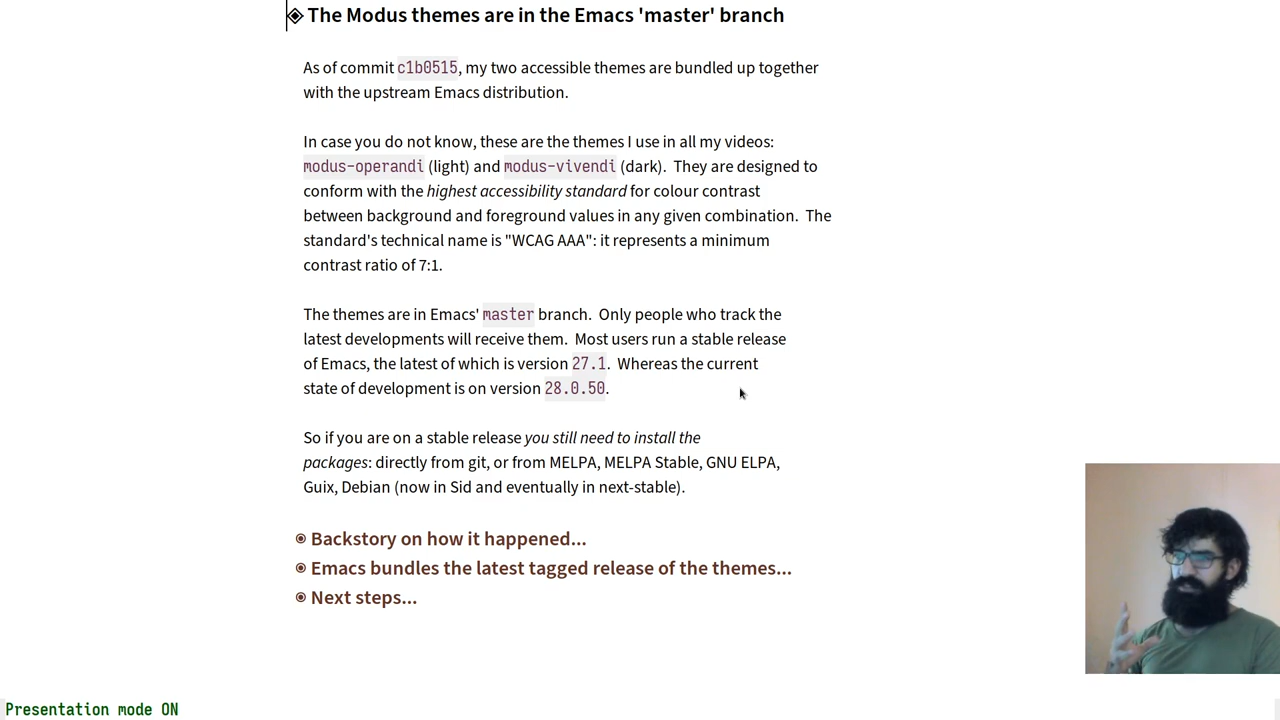 The Modus themes are in the Emacs 'master' branch
As of commit c1b0515, my two accessible themes are bundled up together
with the upstream Emacs distribution.
In case you do not know, these are the themes I use in all my videos:
modus-operandi (light) and modus-vivendi (dark).  They are designed to
conform with the highest accessibility standard for colour contrast
between background and foreground values in any given combination.  The
standard's technical name is "WCAG AAA": it represents a minimum
contrast ratio of 7:1.
The themes are in Emacs' master branch.  Only people who track the
latest developments will receive them.  Most users run a stable release
of Emacs, the latest of which is version 27.1.  Whereas the current
state of development is on version 28.0.50.
So if you are on a stable release you still need to install the
packages: directly from git, or from MELPA, MELPA Stable, GNU ELPA,
Guix, Debian (now in Sid and eventually in next-stable).
Backstory on how it happened...
Emacs bundles the latest tagged release of the themes...
Next steps...
Presentation mode ON